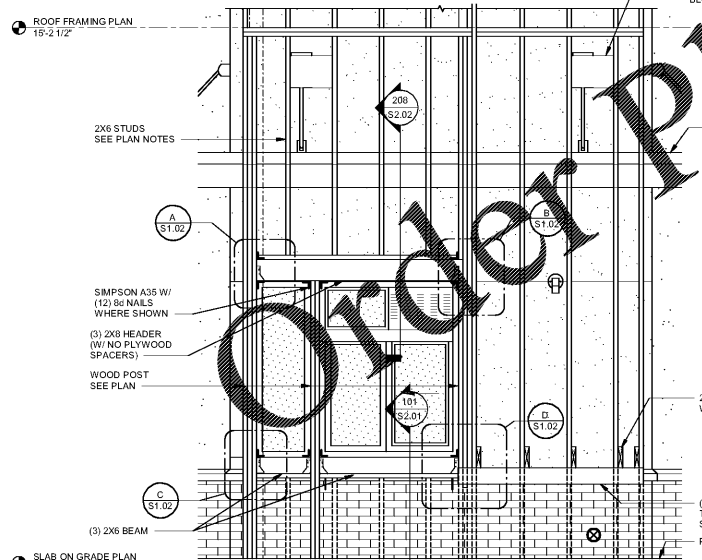 ROOF FRAMING PLAN
15'-2 1/2"
208
S2.02
2X6 STUDS
SEE PLAN NOTES
A
S1.02
B
S1.02
SIMPSON A35 W/
(12) 8d NAILS
WHERE SHOWN
(3) 2X8 HEADER
(W/ NO PLYWOOD
SPACERS)
WOOD POST
SEE PLAN
101
S2.01
D
S1.02
C
S1.02
(3) 2X6 BEAM
SLAB ON GRADE PLAN
Order